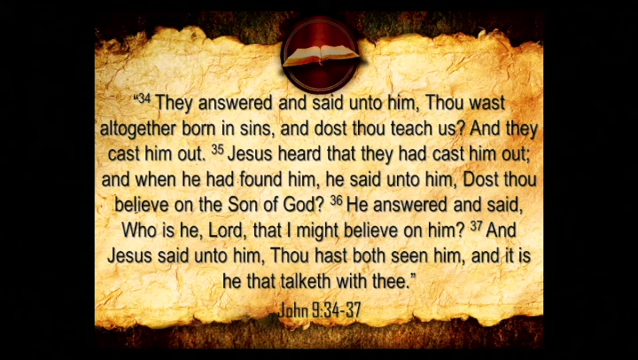 “34 They answered and said unto him, Thou wast
altogether born in sins, and dost thou teach us? And they
cast him out. 35 Jesus heard that they had cast him out;
and when he had found him, he said unto him, Dost thou
believe on the Son of God? 36 He answered and said,
Who is he, Lord, that I might believe on him? 37 And
Jesus said unto him, Thou hast both seen him, and it is
he that talketh with thee.”
John 9:34-37